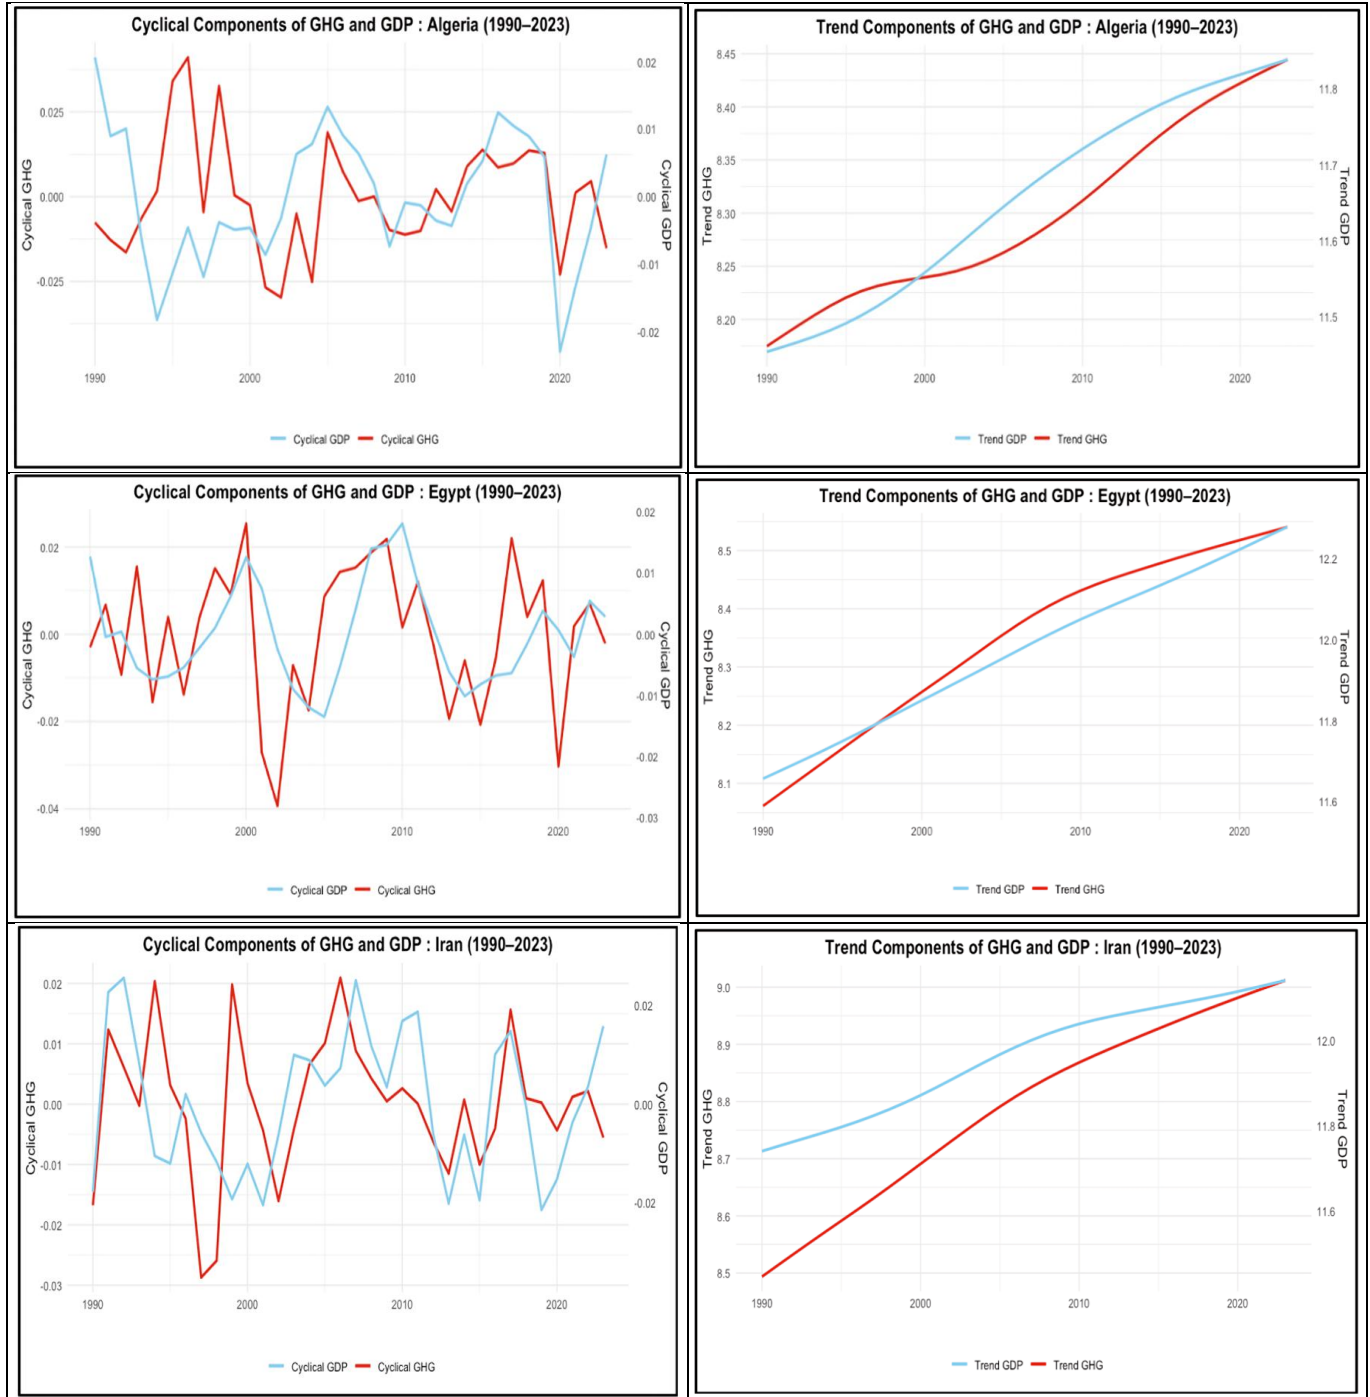 Cyclical Components of GHG and GDP : Algeria (1990–2023)
0.025
0.000
-0.025
Cyclical GHG
0.02
0.01
0.00
-0.01
-0.02
Cyclical GDP
1990 2000 2010 2020
Cyclical GDP Cyclical GHG
Trend Components of GHG and GDP : Algeria (1990–2023)
8.45
8.40
8.35
8.30
8.25
8.20
Trend GHG
11.8
11.7
11.6
11.5
Trend GDP
1990 2000 2010 2020
Trend GDP Trend GHG
Cyclical Components of GHG and GDP : Egypt (1990–2023)
0.02
0.00
-0.02
-0.04
Cyclical GHG
0.02
0.01
0.00
-0.01
-0.02
-0.03
Cyclical GDP
1990 2000 2010 2020
Cyclical GDP Cyclical GHG
Trend Components of GHG and GDP : Egypt (1990–2023)
8.5
8.4
8.3
8.2
8.1
Trend GHG
12.2
12.0
11.8
11.6
Trend GDP
1990 2000 2010 2020
Trend GDP Trend GHG
Cyclical Components of GHG and GDP : Iran (1990–2023)
0.02
0.01
0.00
-0.01
-0.02
-0.03
Cyclical GHG
0.02
0.00
-0.02
Cyclical GDP
1990 2000 2010 2020
Cyclical GDP Cyclical GHG
Trend Components of GHG and GDP : Iran (1990–2023)
9.0
8.9
8.8
8.7
8.6
8.5
Trend GHG
12.0
11.8
11.6
Trend GDP
1990 2000 2010 2020
Trend GDP Trend GHG